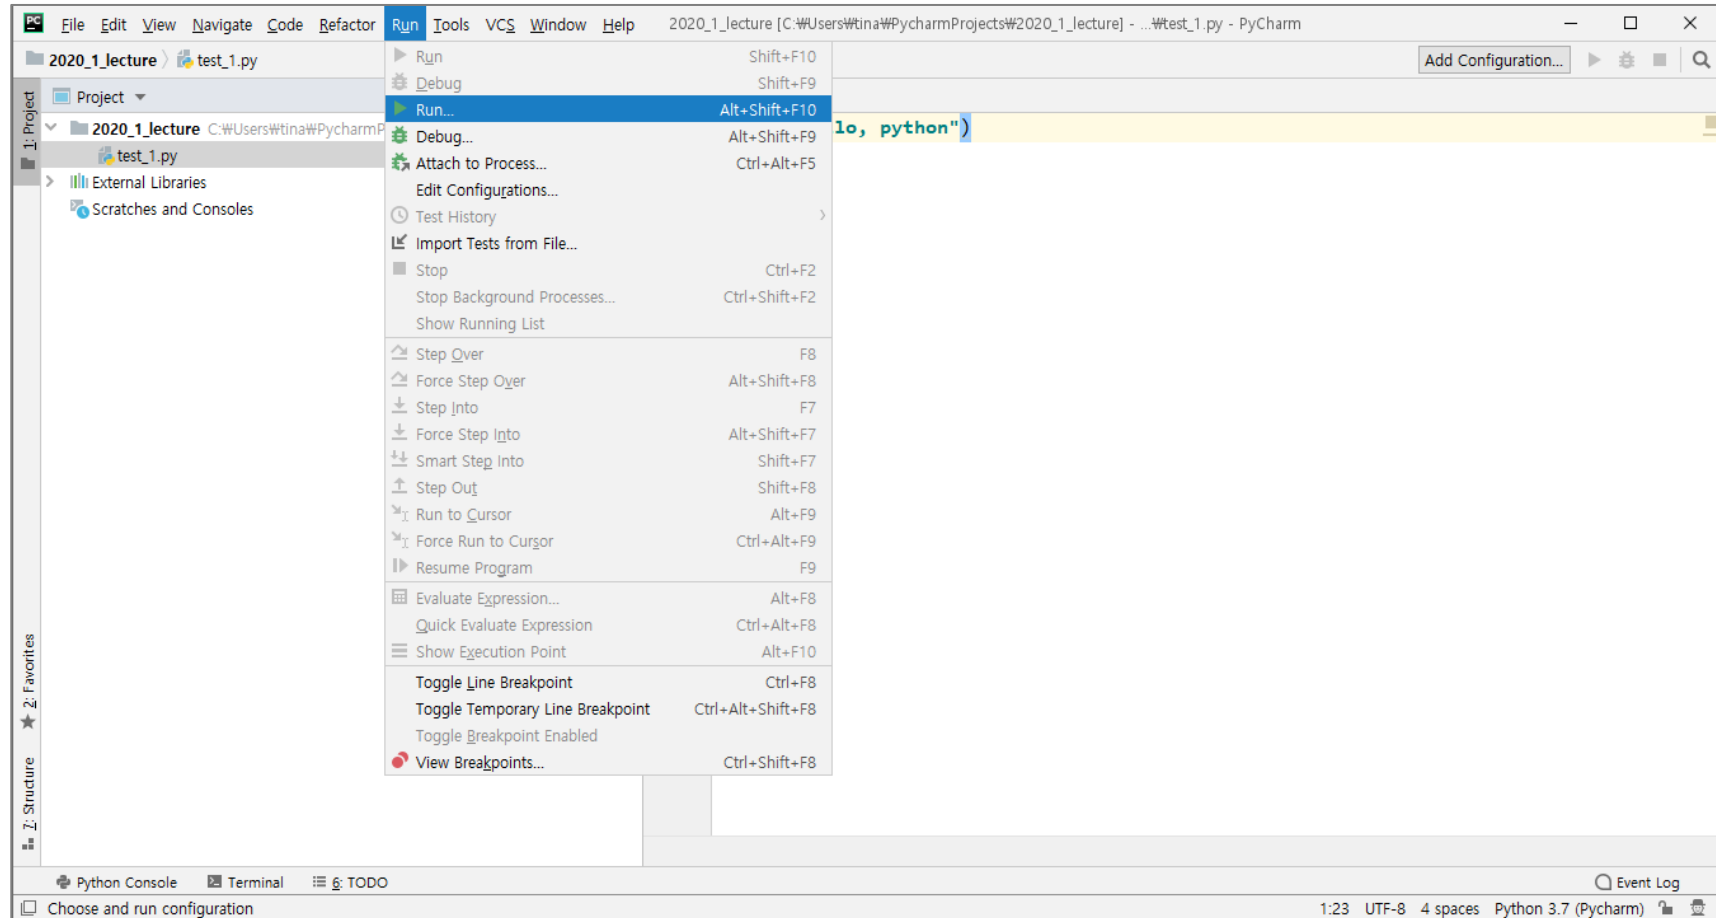 PC File Edit View Navigate Code Refactor Run Tools VCS Window Help 2020_1_lecture [C:₩Users₩tina₩PycharmProjects₩2020_1_lecture] - ...₩test_1.py - PyCharm
2020_1_lecture test_1.py
Add Configuration...
1: Project
Project
2020_1_lecture C:₩Users₩tina₩PycharmP
test_1.py
External Libraries
Scratches and Consoles
2: Favorites
7: Structure
Run Shift+F10
Debug Shift+F9
Run... Alt+Shift+F10
Debug... Alt+Shift+F9
Attach to Process... Ctrl+Alt+F5
Edit Configurations...
Test History
Import Tests from File...
Stop Ctrl+F2
Stop Background Processes... Ctrl+Shift+F2
Show Running List
Step Over F8
Force Step Over Alt+Shift+F8
Step Into F7
Force Step Into Alt+Shift+F7
Smart Step Into Shift+F7
Step Out Shift+F8
Run to Cursor Alt+F9
Force Run to Cursor Ctrl+Alt+F9
Resume Program F9
Evaluate Expression... Alt+F8
Quick Evaluate Expression Ctrl+Alt+F8
Show Execution Point Alt+F10
Toggle Line Breakpoint Ctrl+F8
Toggle Temporary Line Breakpoint Ctrl+Alt+Shift+F8
Toggle Breakpoint Enabled
View Breakpoints... Ctrl+Shift+F8
lo, python")
Python Console Terminal 6: TODO
Event Log
Choose and run configuration
1:23 UTF-8 4 spaces Python 3.7 (Pycharm)